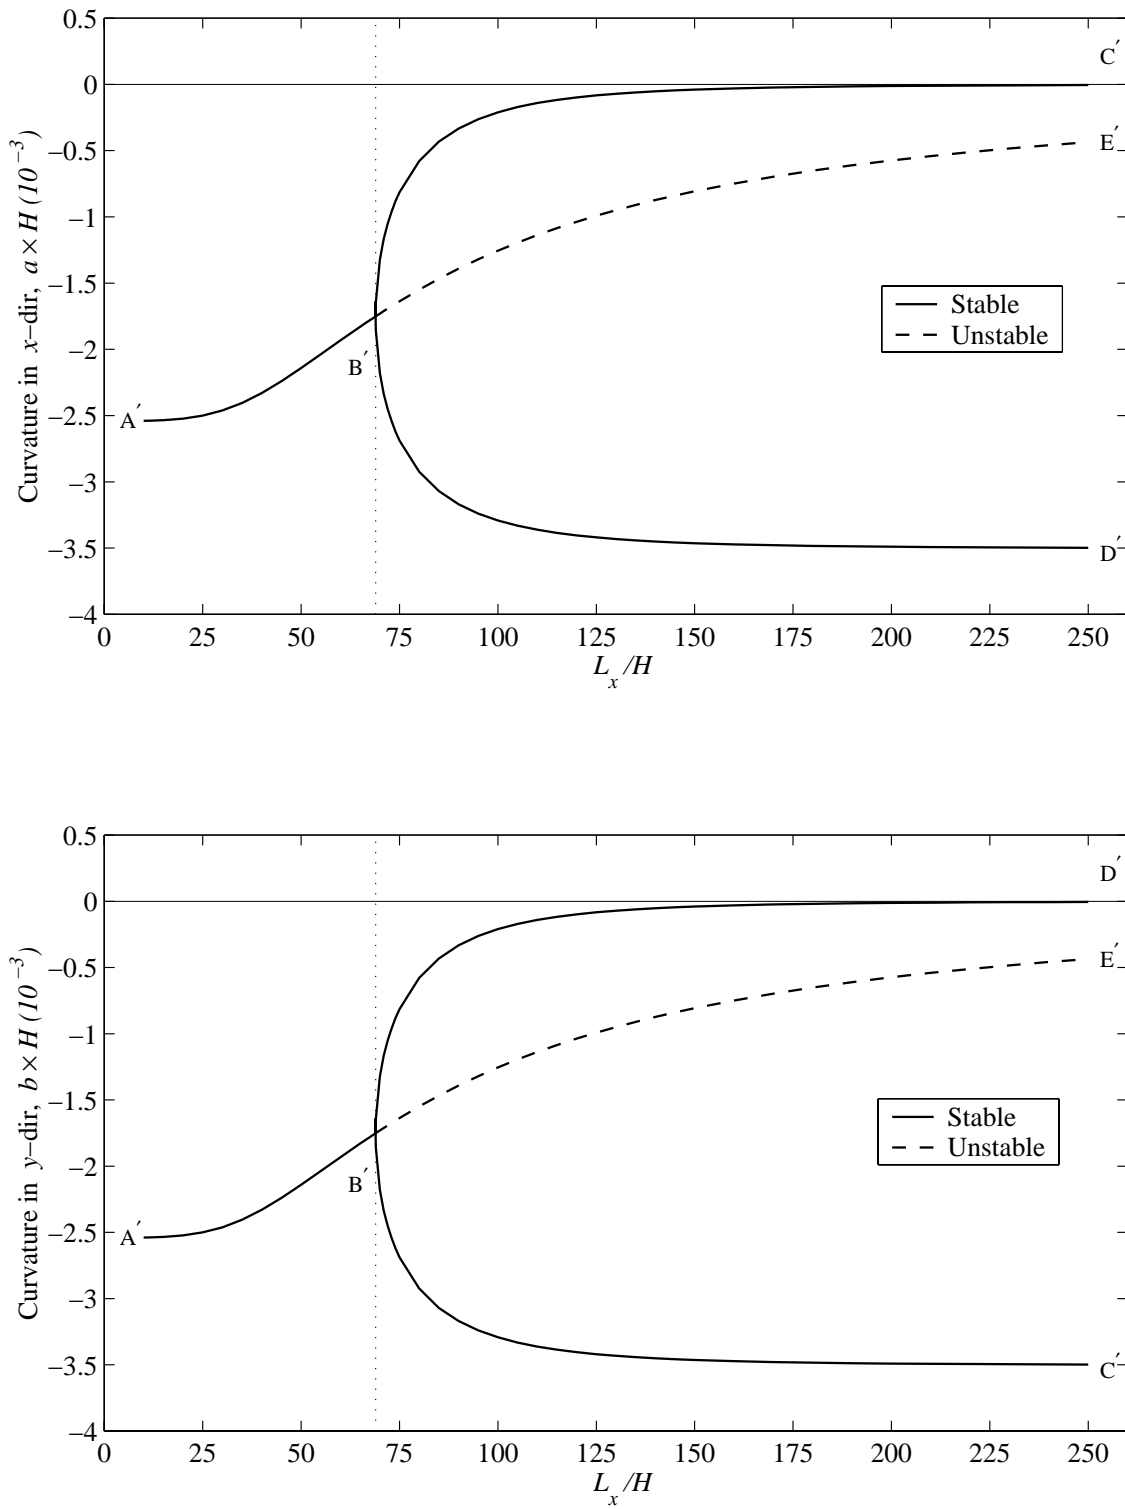 0.5
C′
0
−0.5
E′
−1
−1.5
Stable
Unstable
−2
B′
−2.5
A′
−3
−3.5
D′
−4
Curvature in x−dir, a × H (10⁻³)
0 25 50 75 100 125 150 175 200 225 250
Lₓ/H
0.5
D′
0
−0.5
E′
−1
−1.5
Stable
Unstable
−2
B′
−2.5
A′
−3
−3.5
C′
−4
Curvature in y−dir, b × H (10⁻³)
0 25 50 75 100 125 150 175 200 225 250
Lₓ/H